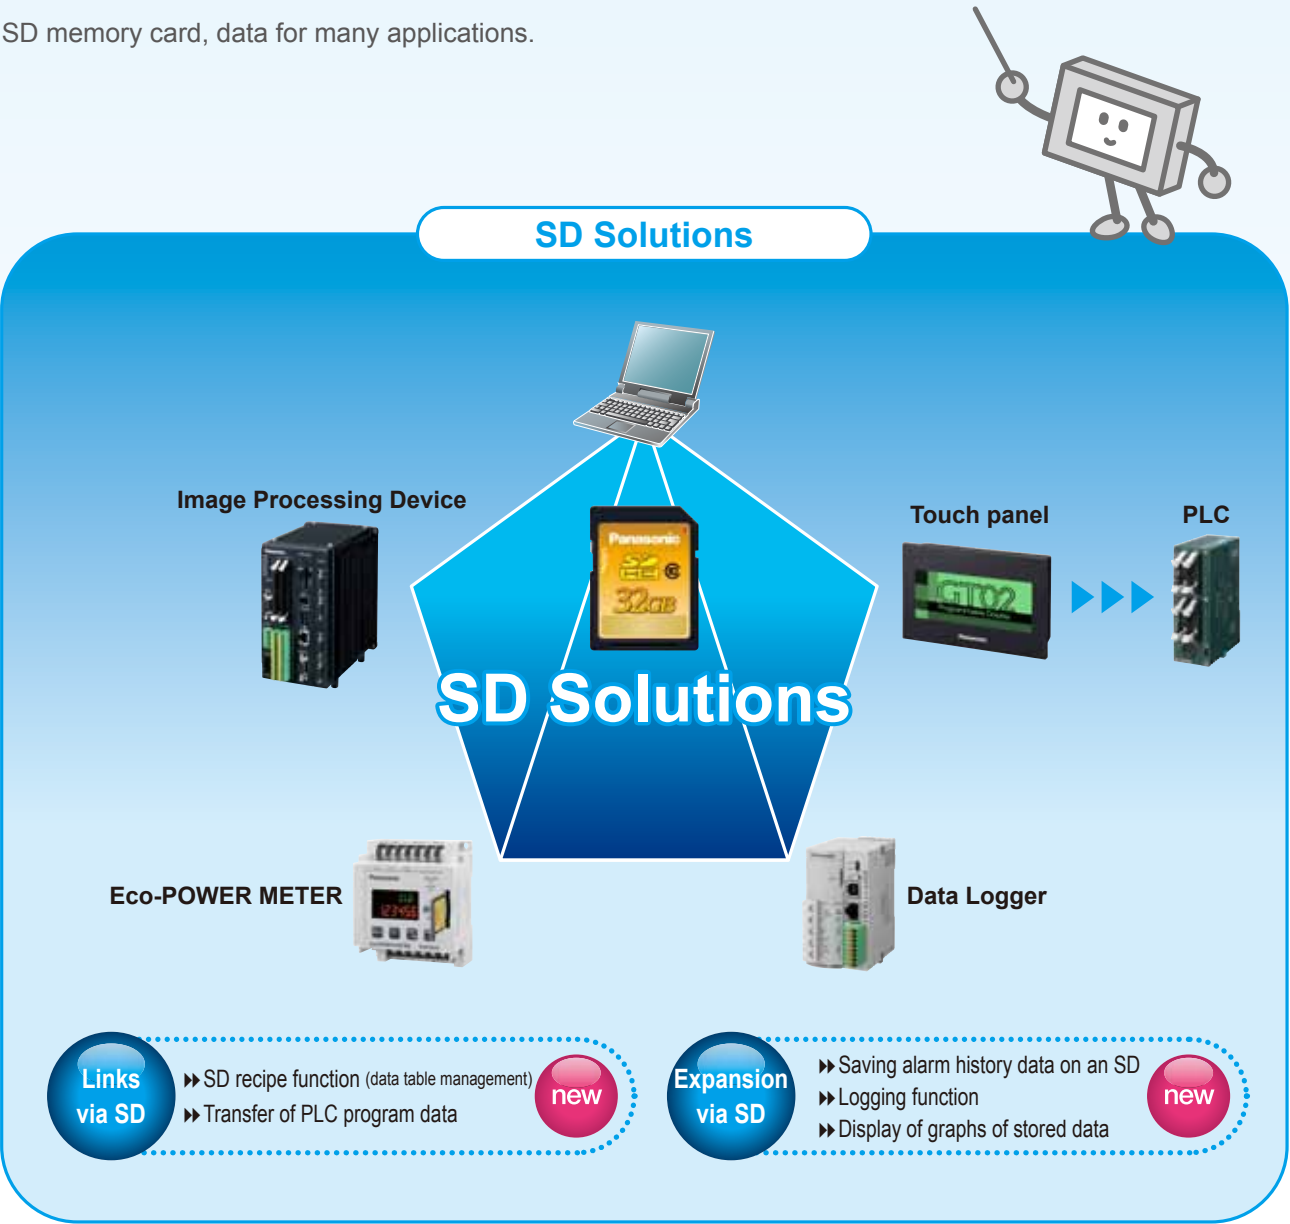 SD memory card, data for many applications.
SD Solutions
Image Processing Device
Touch panel
PLC
Panasonic
SD
HC
32GB
GT02
Panasonic
SD Solutions
Eco-POWER METER
Panasonic
123456
Data Logger
Links
via SD
SD recipe function (data table management)
Transfer of PLC program data
new
Expansion
via SD
Saving alarm history data on an SD
Logging function
Display of graphs of stored data
new